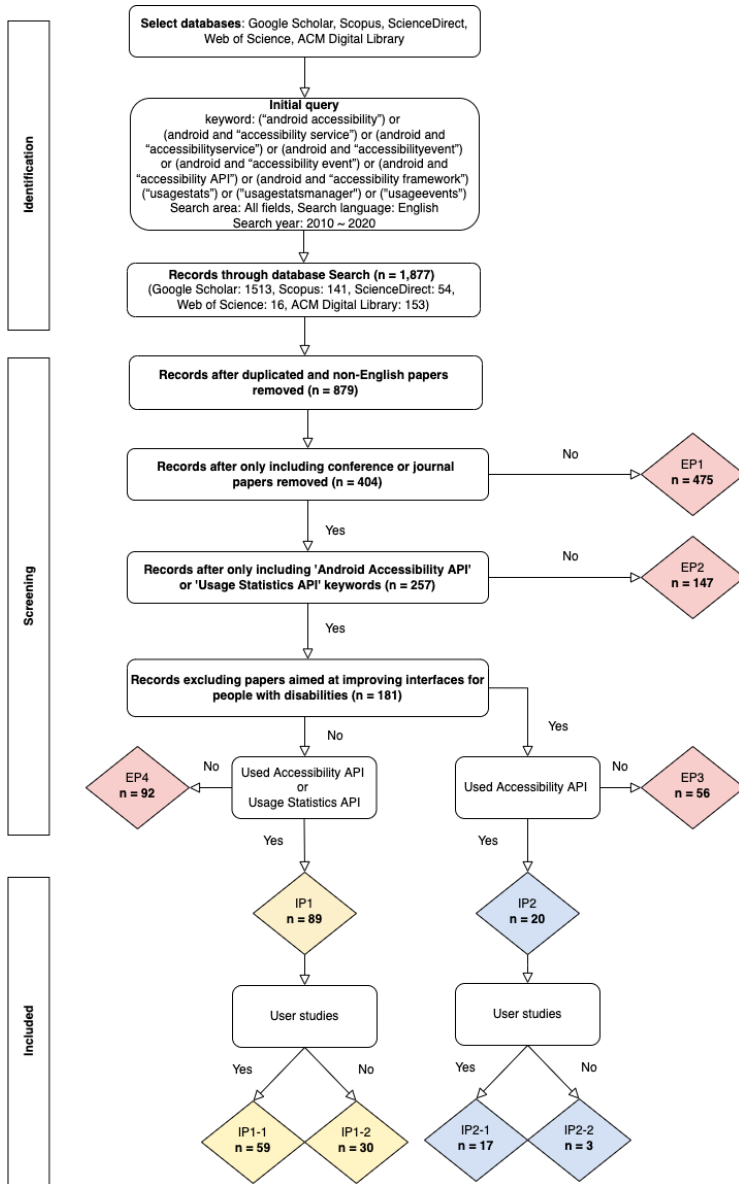 Select databases: Google Scholar, Scopus, ScienceDirect,
Web of Science, ACM Digital Library
Identification
Initial query
keyword: (“android accessibility”) or
(android and “accessibility service”) or (android and
“accessibilityservice”) or (android and “accessibilityevent”)
or (android and “accessibility event”) or (android and
“accessibility API”) or (android and “accessibility framework”)
("usagestats") or ("usagestatsmanager") or ("usageevents")
Search area: All fields, Search language: English
Search year: 2010 ~ 2020
Records through database Search (n = 1,877)
(Google Scholar: 1513, Scopus: 141, ScienceDirect: 54,
Web of Science: 16, ACM Digital Library: 153)
Screening
Records after duplicated and non-English papers
removed (n = 879)
Records after only including conference or journal
papers removed (n = 404)
No
EP1
n = 475
Yes
Records after only including 'Android Accessibility API'
or 'Usage Statistics API' keywords (n = 257)
No
EP2
n = 147
Yes
Records excluding papers aimed at improving interfaces for
people with disabilities (n = 181)
No
Yes
EP4
n = 92
No
Used Accessibility API
or
Usage Statistics API
Used Accessibility API
No
EP3
n = 56
Yes
Yes
Included
IP1
n = 89
IP2
n = 20
User studies
User studies
Yes
No
Yes
No
IP1-1
n = 59
IP1-2
n = 30
IP2-1
n = 17
IP2-2
n = 3